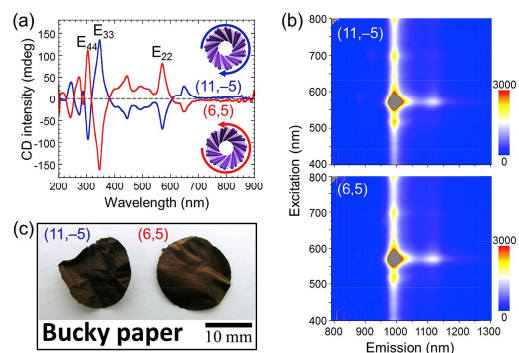 (a)
CD intensity (mdeg)
150
100
50
0
-50
-100
-150
E44
E33
E22
(11,−5)
(6,5)
200 300 400 500 600 700 800 900
Wavelength (nm)
(b)
Excitation (nm)
800
700
600
500
400
(11,−5)
3000
0
800
700
600
500
400
(6,5)
3000
0
800 900 1000 1100 1200 1300
Emission (nm)
(c)
(11,−5) (6,5)
Bucky paper
10 mm